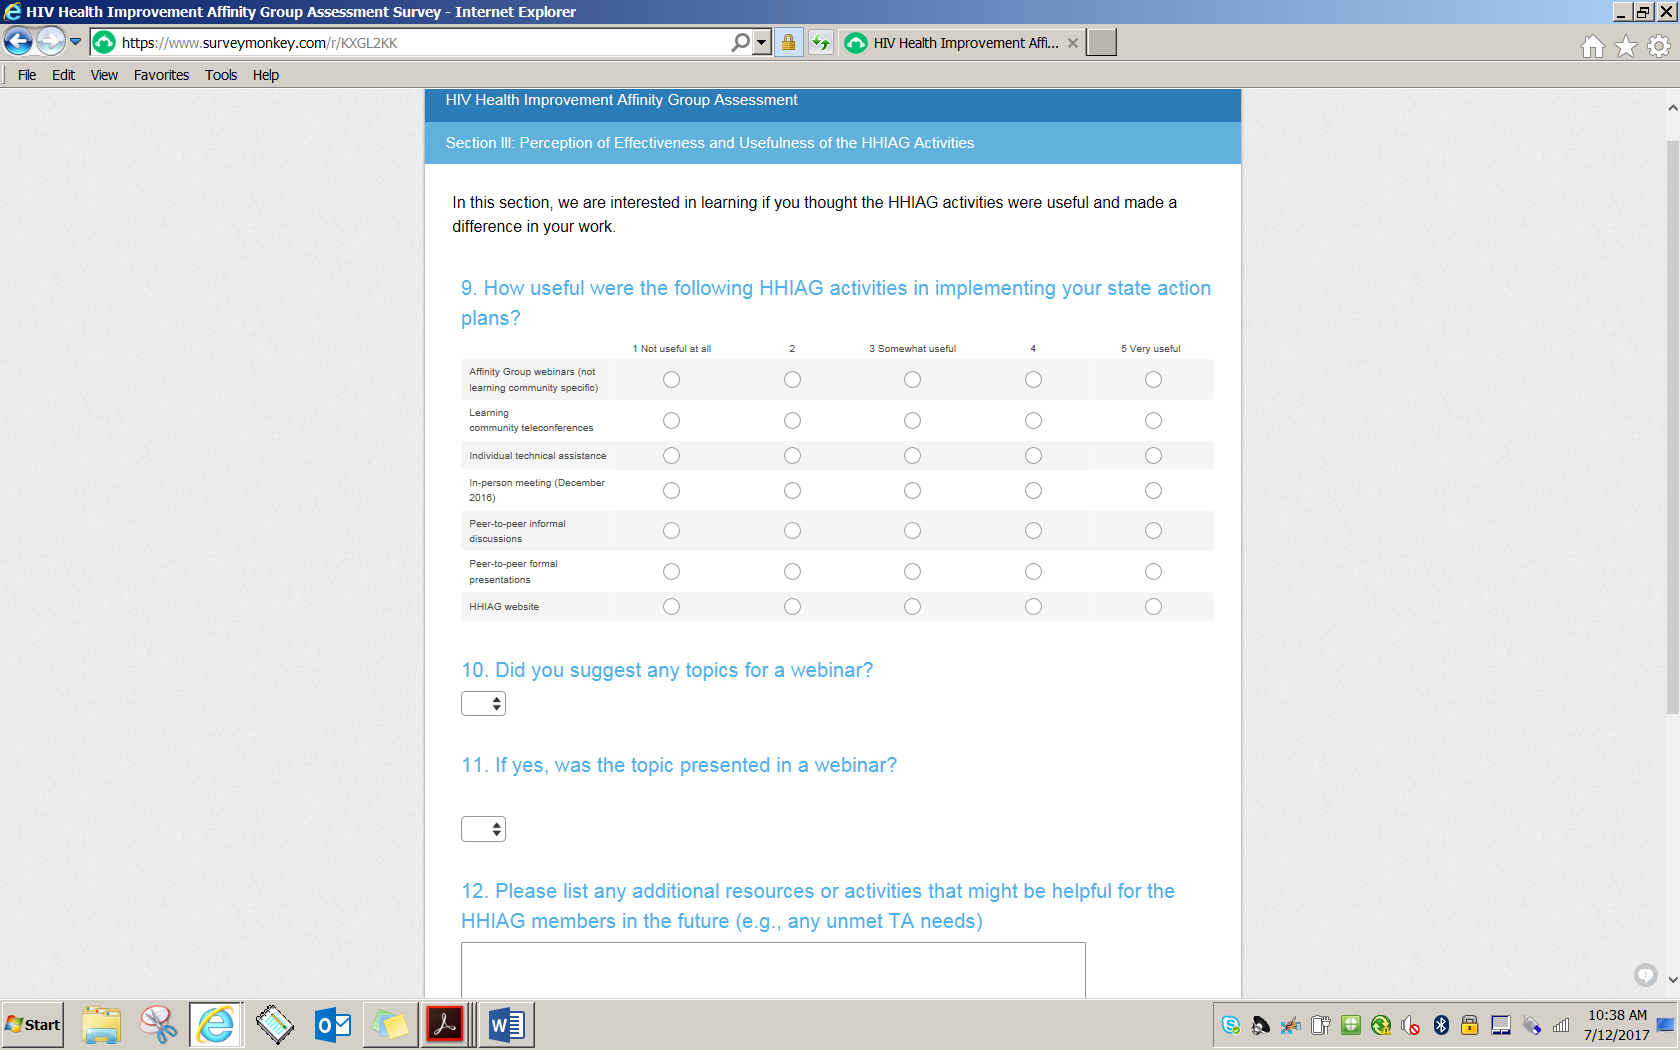 HIV Health Improvement Affinity Group Assessment Survey - Internet Explorer
https://www.surveymonkey.com/r/KXGL2KK
HIV Health Improvement Affi...
File Edit View Favorites Tools Help
HIV Health Improvement Affinity Group Assessment
Section III: Perception of Effectiveness and Usefulness of the HHIAG Activities
In this section, we are interested in learning if you thought the HHIAG activities were useful and made a
difference in your work.
9. How useful were the following HHIAG activities in implementing your state action
plans?
1 Not useful at all 2 3 Somewhat useful 4 5 Very useful
Affinity Group webinars (not
learning community specific)
Learning
community teleconferences
Individual technical assistance
In-person meeting (December
2016)
Peer-to-peer informal
discussions
Peer-to-peer formal
presentations
HHIAG website
10. Did you suggest any topics for a webinar?
11. If yes, was the topic presented in a webinar?
12. Please list any additional resources or activities that might be helpful for the
HHIAG members in the future (e.g., any unmet TA needs)
Start
10:38 AM
7/12/2017